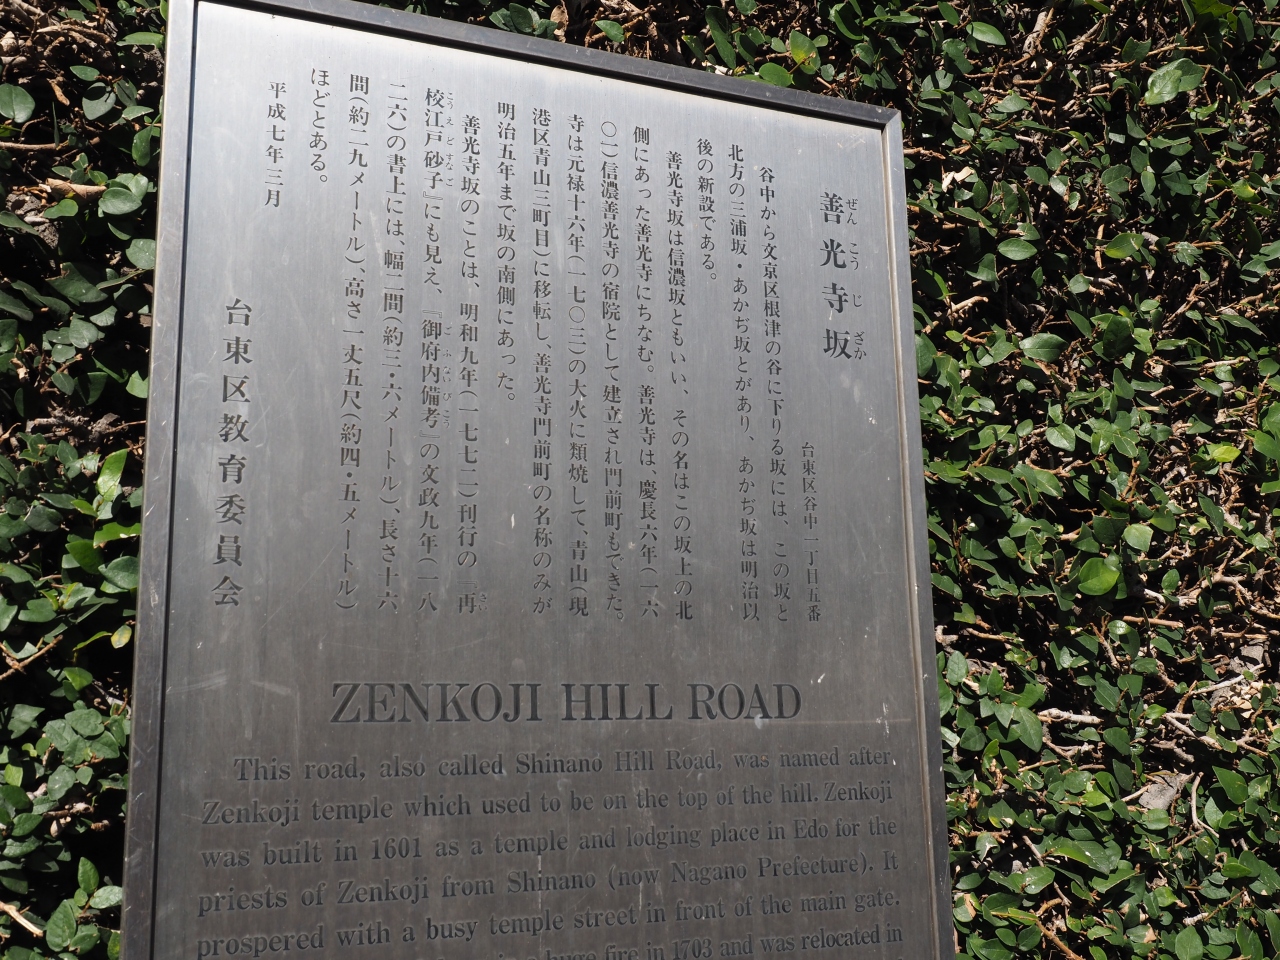 善光寺坂
ぜんこうじざか
台東区谷中一丁目五番
谷中から文京区根津の谷に下りる坂には、この坂と
北方の三浦坂・あかぢ坂とがあり、あかぢ坂は明治以
後の新設である。
善光寺坂は信濃坂ともいい、その名はこの坂上の北
側にあった善光寺にちなむ。善光寺は、慶長六年(一六
〇一)信濃善光寺の宿院として建立され門前町もできた。
寺は元禄十六年(一七〇三)の大火に類焼して、青山(現
港区青山三町目)に移転し、善光寺門前町の名称のみが
明治五年まで坂の南側にあった。
善光寺坂のことは、明和九年(一七七二)刊行の『再
校江戸砂子』にも見え、『御府内備考』の文政九年(一八
二六)の書上には、幅二間(約三・六メートル)、長さ十六
間(約二九メートル)、高さ一丈五尺(約四・五メートル)
ほどとある。
平成七年三月
台東区教育委員会
ZENKOJI HILL ROAD
This road, also called Shinano Hill Road, was named after
Zenkoji temple which used to be on the top of the hill. Zenkoji
was built in 1601 as a temple and lodging place in Edo for the
priests of Zenkoji from Shinano (now Nagano Prefecture). It
prospered with a busy temple street in front of the main gate.
huge fire in 1703 and was relocated in